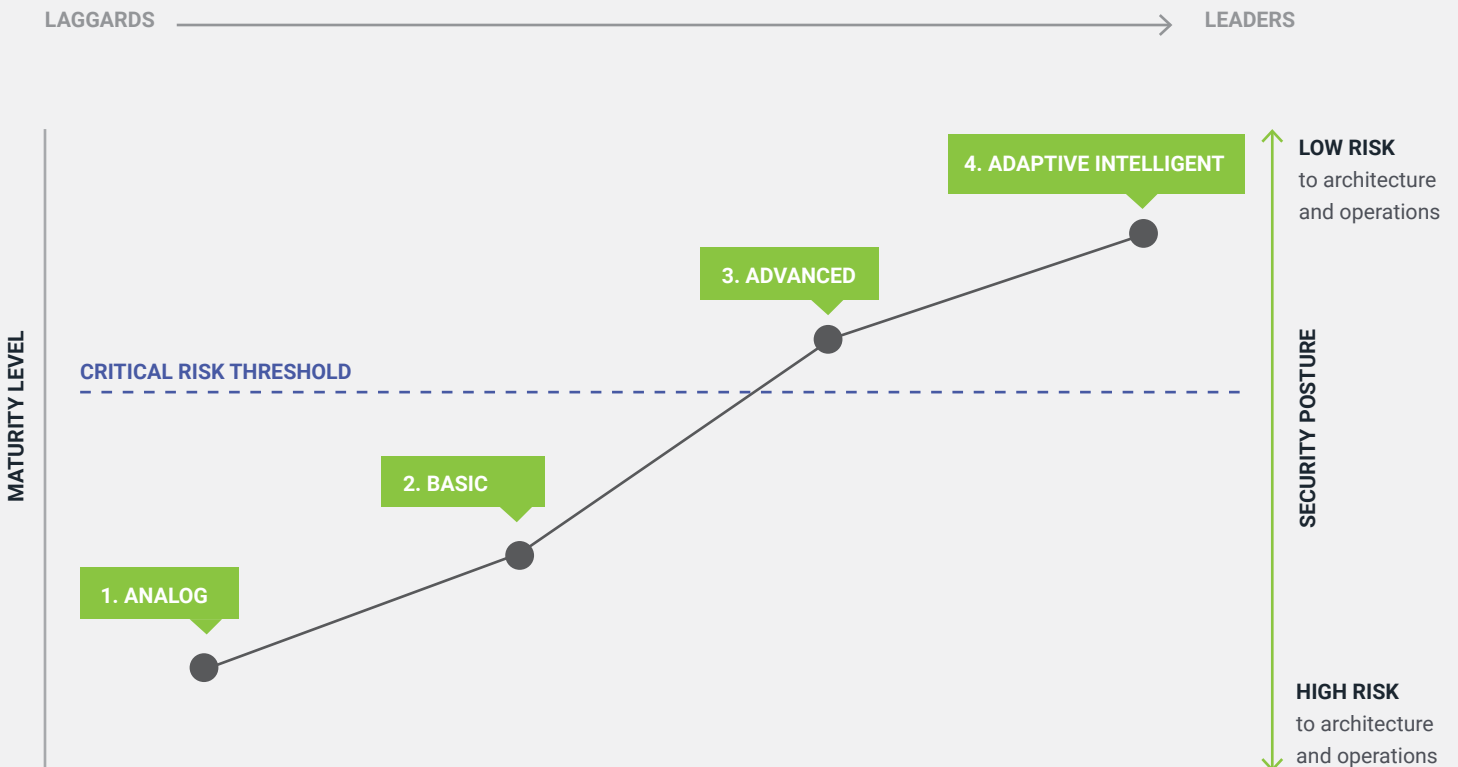 LAGGARDS
LEADERS
4. ADAPTIVE INTELLIGENT
LOW RISK
to architecture
and operations
3. ADVANCED
MATURITY LEVEL
CRITICAL RISK THRESHOLD
SECURITY POSTURE
2. BASIC
1. ANALOG
HIGH RISK
to architecture
and operations